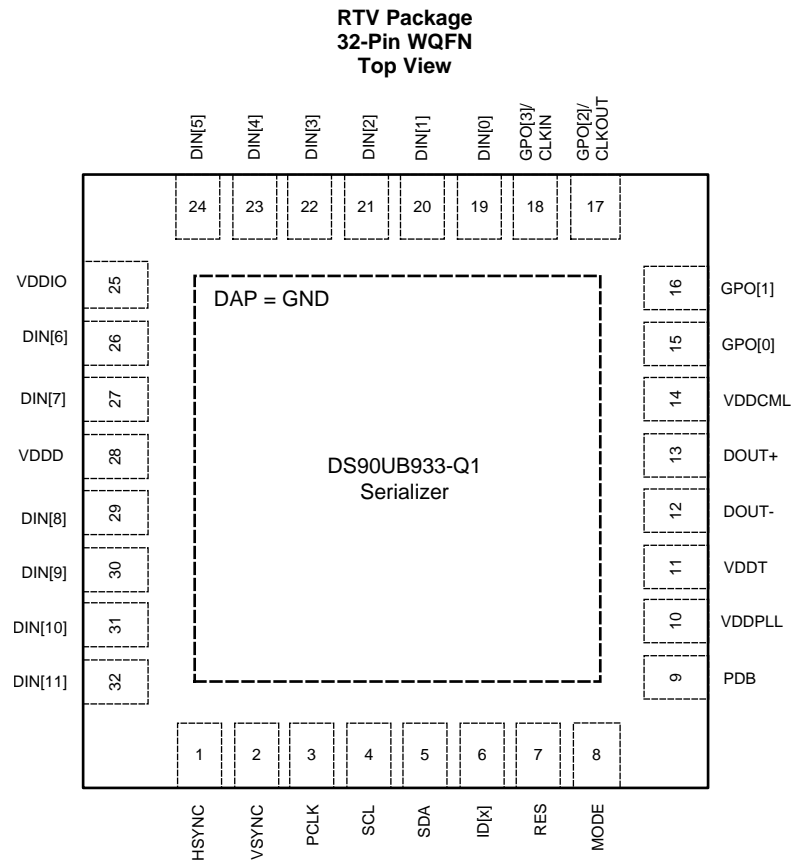 RTV Package
32-Pin WQFN
Top View
DIN[5]
DIN[4]
DIN[3]
DIN[2]
DIN[1]
DIN[0]
GPO[3]/
CLKIN
GPO[2]/
CLKOUT
24
23
22
21
20
19
18
17
VDDIO
25
DIN[6]
26
DIN[7]
27
VDDD
28
DIN[8]
29
DIN[9]
30
DIN[10]
31
DIN[11]
32
DAP = GND
DS90UB933-Q1
Serializer
16
GPO[1]
15
GPO[0]
14
VDDCML
13
DOUT+
12
DOUT-
11
VDDT
10
VDDPLL
9
PDB
1
2
3
4
5
6
7
8
HSYNC
VSYNC
PCLK
SCL
SDA
ID[x]
RES
MODE